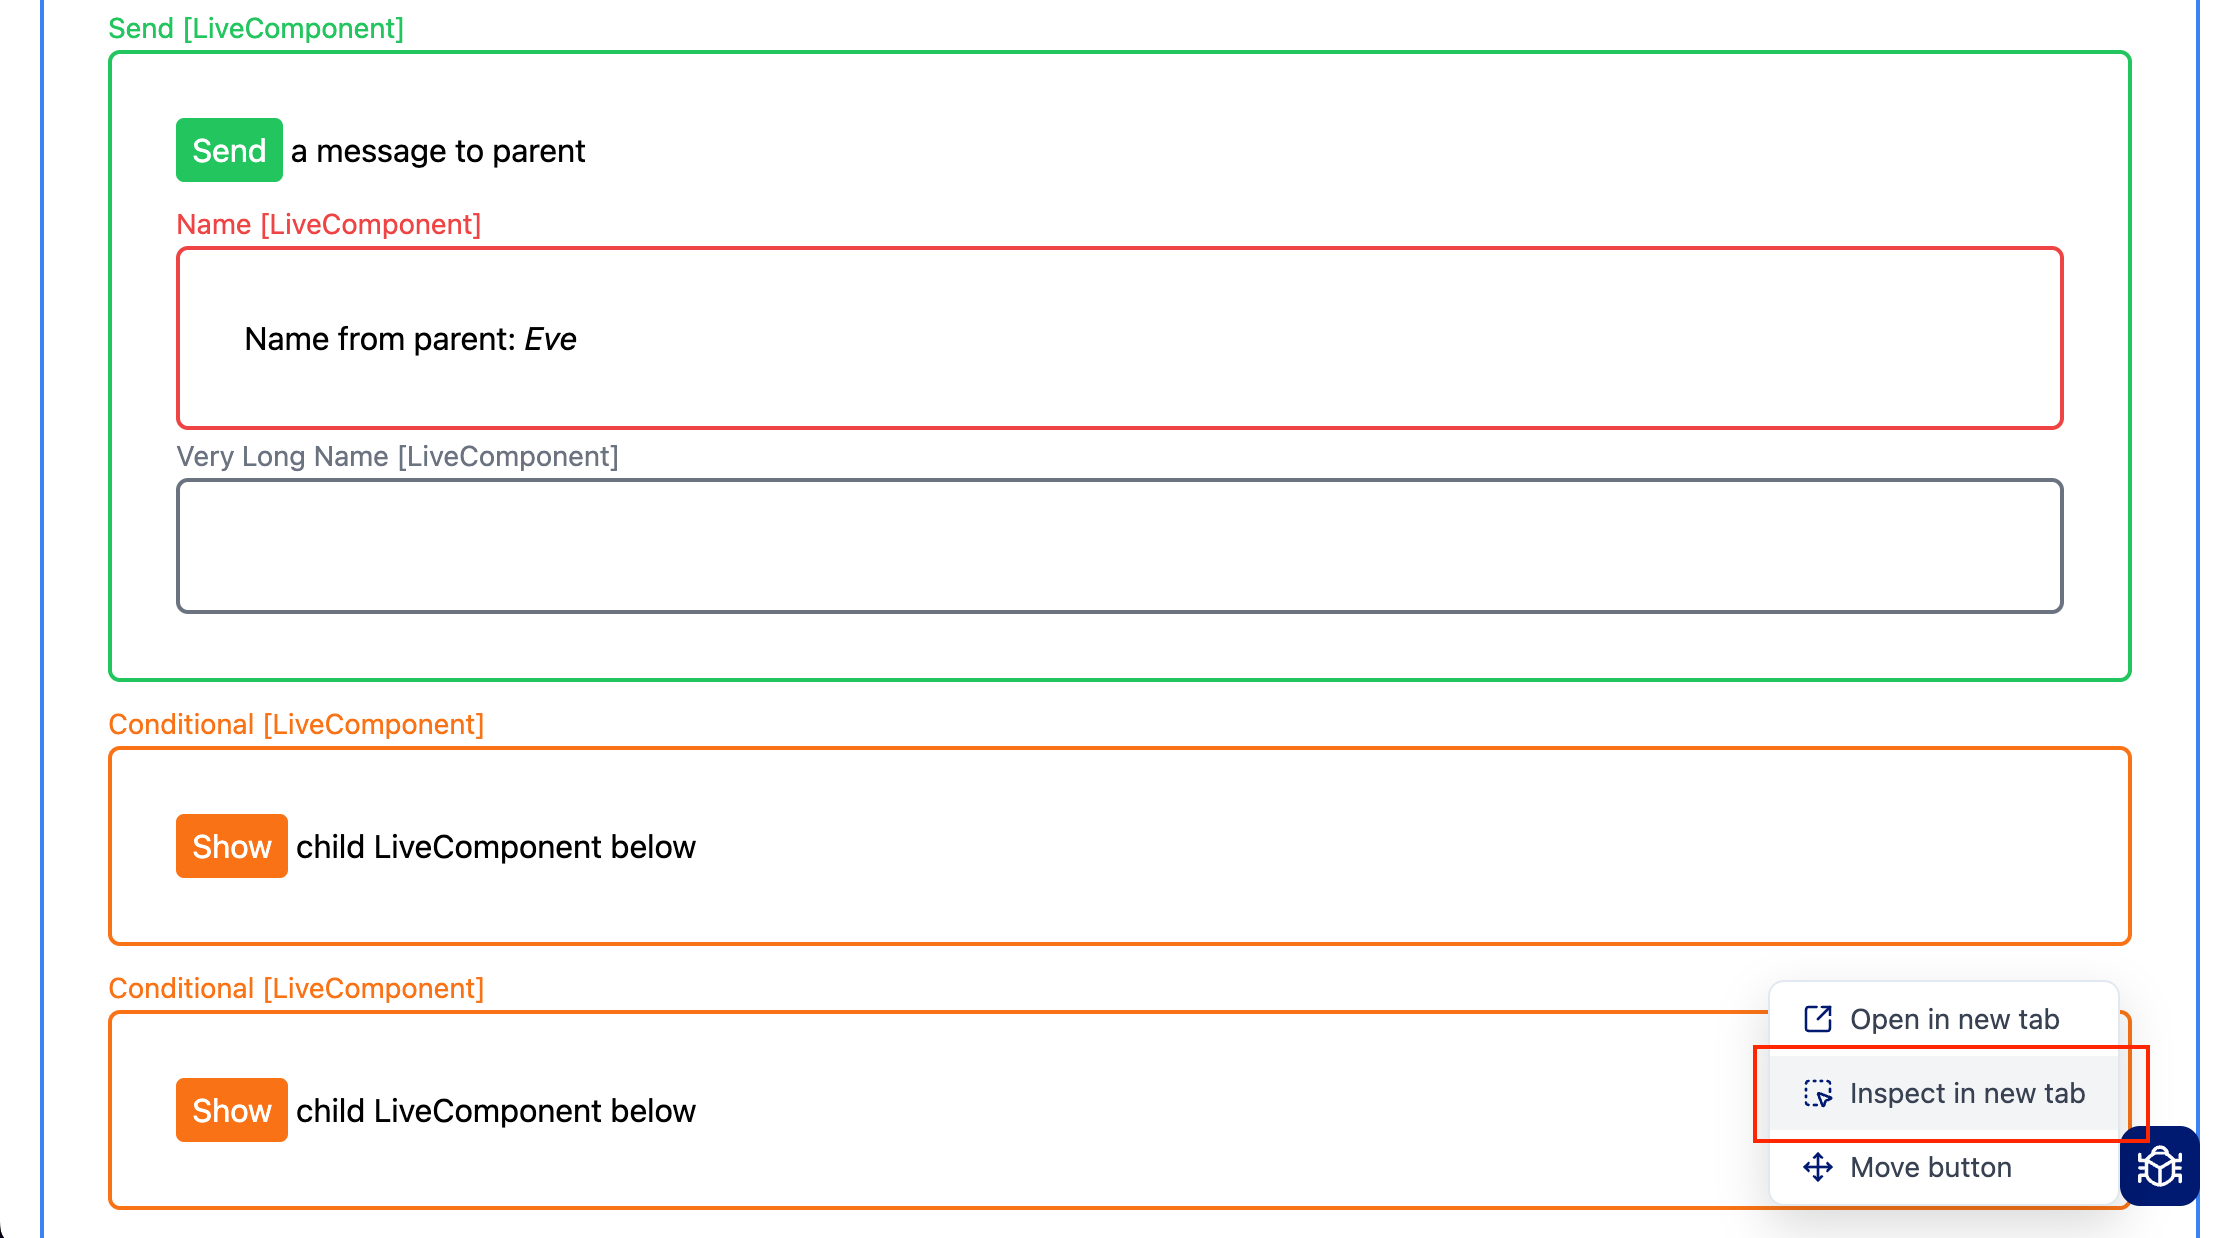 Send [LiveComponent]
Send a message to parent
Name [LiveComponent]
Name from parent: Eve
Very Long Name [LiveComponent]
Conditional [LiveComponent]
Show child LiveComponent below
Conditional [LiveComponent]
Show child LiveComponent below
Open in new tab
Inspect in new tab
Move button